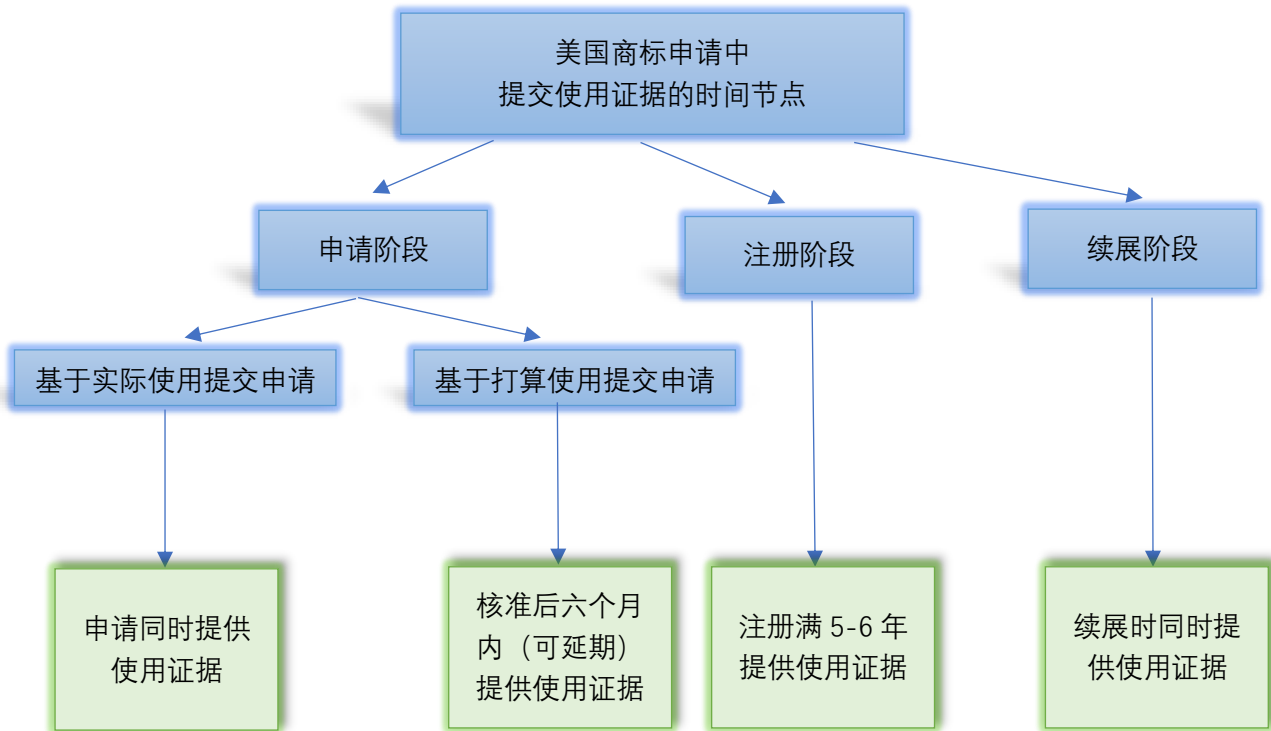 美国商标申请中
提交使用证据的时间节点
申请阶段
注册阶段
续展阶段
基于实际使用提交申请
基于打算使用提交申请
申请同时提供
使用证据
核准后六个月
内（可延期）
提供使用证据
注册满 5-6 年
提供使用证据
续展时同时提
供使用证据